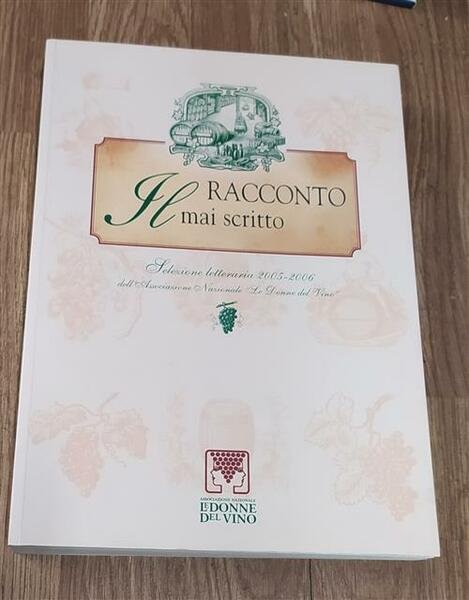 Il RACCONTO
mai scritto
Selezione letteraria 2005-2006
dell'Associazione Nazionale "Le Donne del Vino"
ASSOCIAZIONE NAZIONALE
LE DONNE
DEL VINO